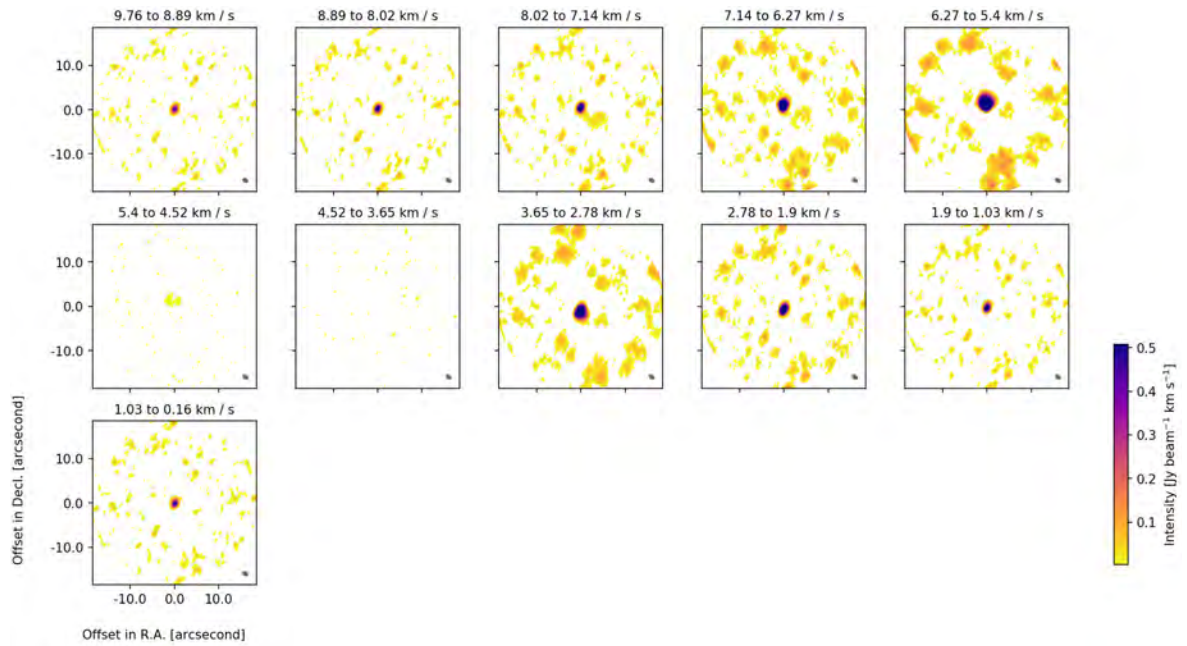 9.76 to 8.89 km / s
8.89 to 8.02 km / s
8.02 to 7.14 km / s
7.14 to 6.27 km / s
6.27 to 5.4 km / s
10.0
0.0
-10.0
5.4 to 4.52 km / s
4.52 to 3.65 km / s
3.65 to 2.78 km / s
2.78 to 1.9 km / s
1.9 to 1.03 km / s
10.0
0.0
-10.0
1.03 to 0.16 km / s
10.0
0.0
-10.0
-10.0 0.0 10.0
Offset in Decl. [arcsecond]
Offset in R.A. [arcsecond]
0.5
0.4
0.3
0.2
0.1
Intensity [Jy beam⁻¹ km s⁻¹]